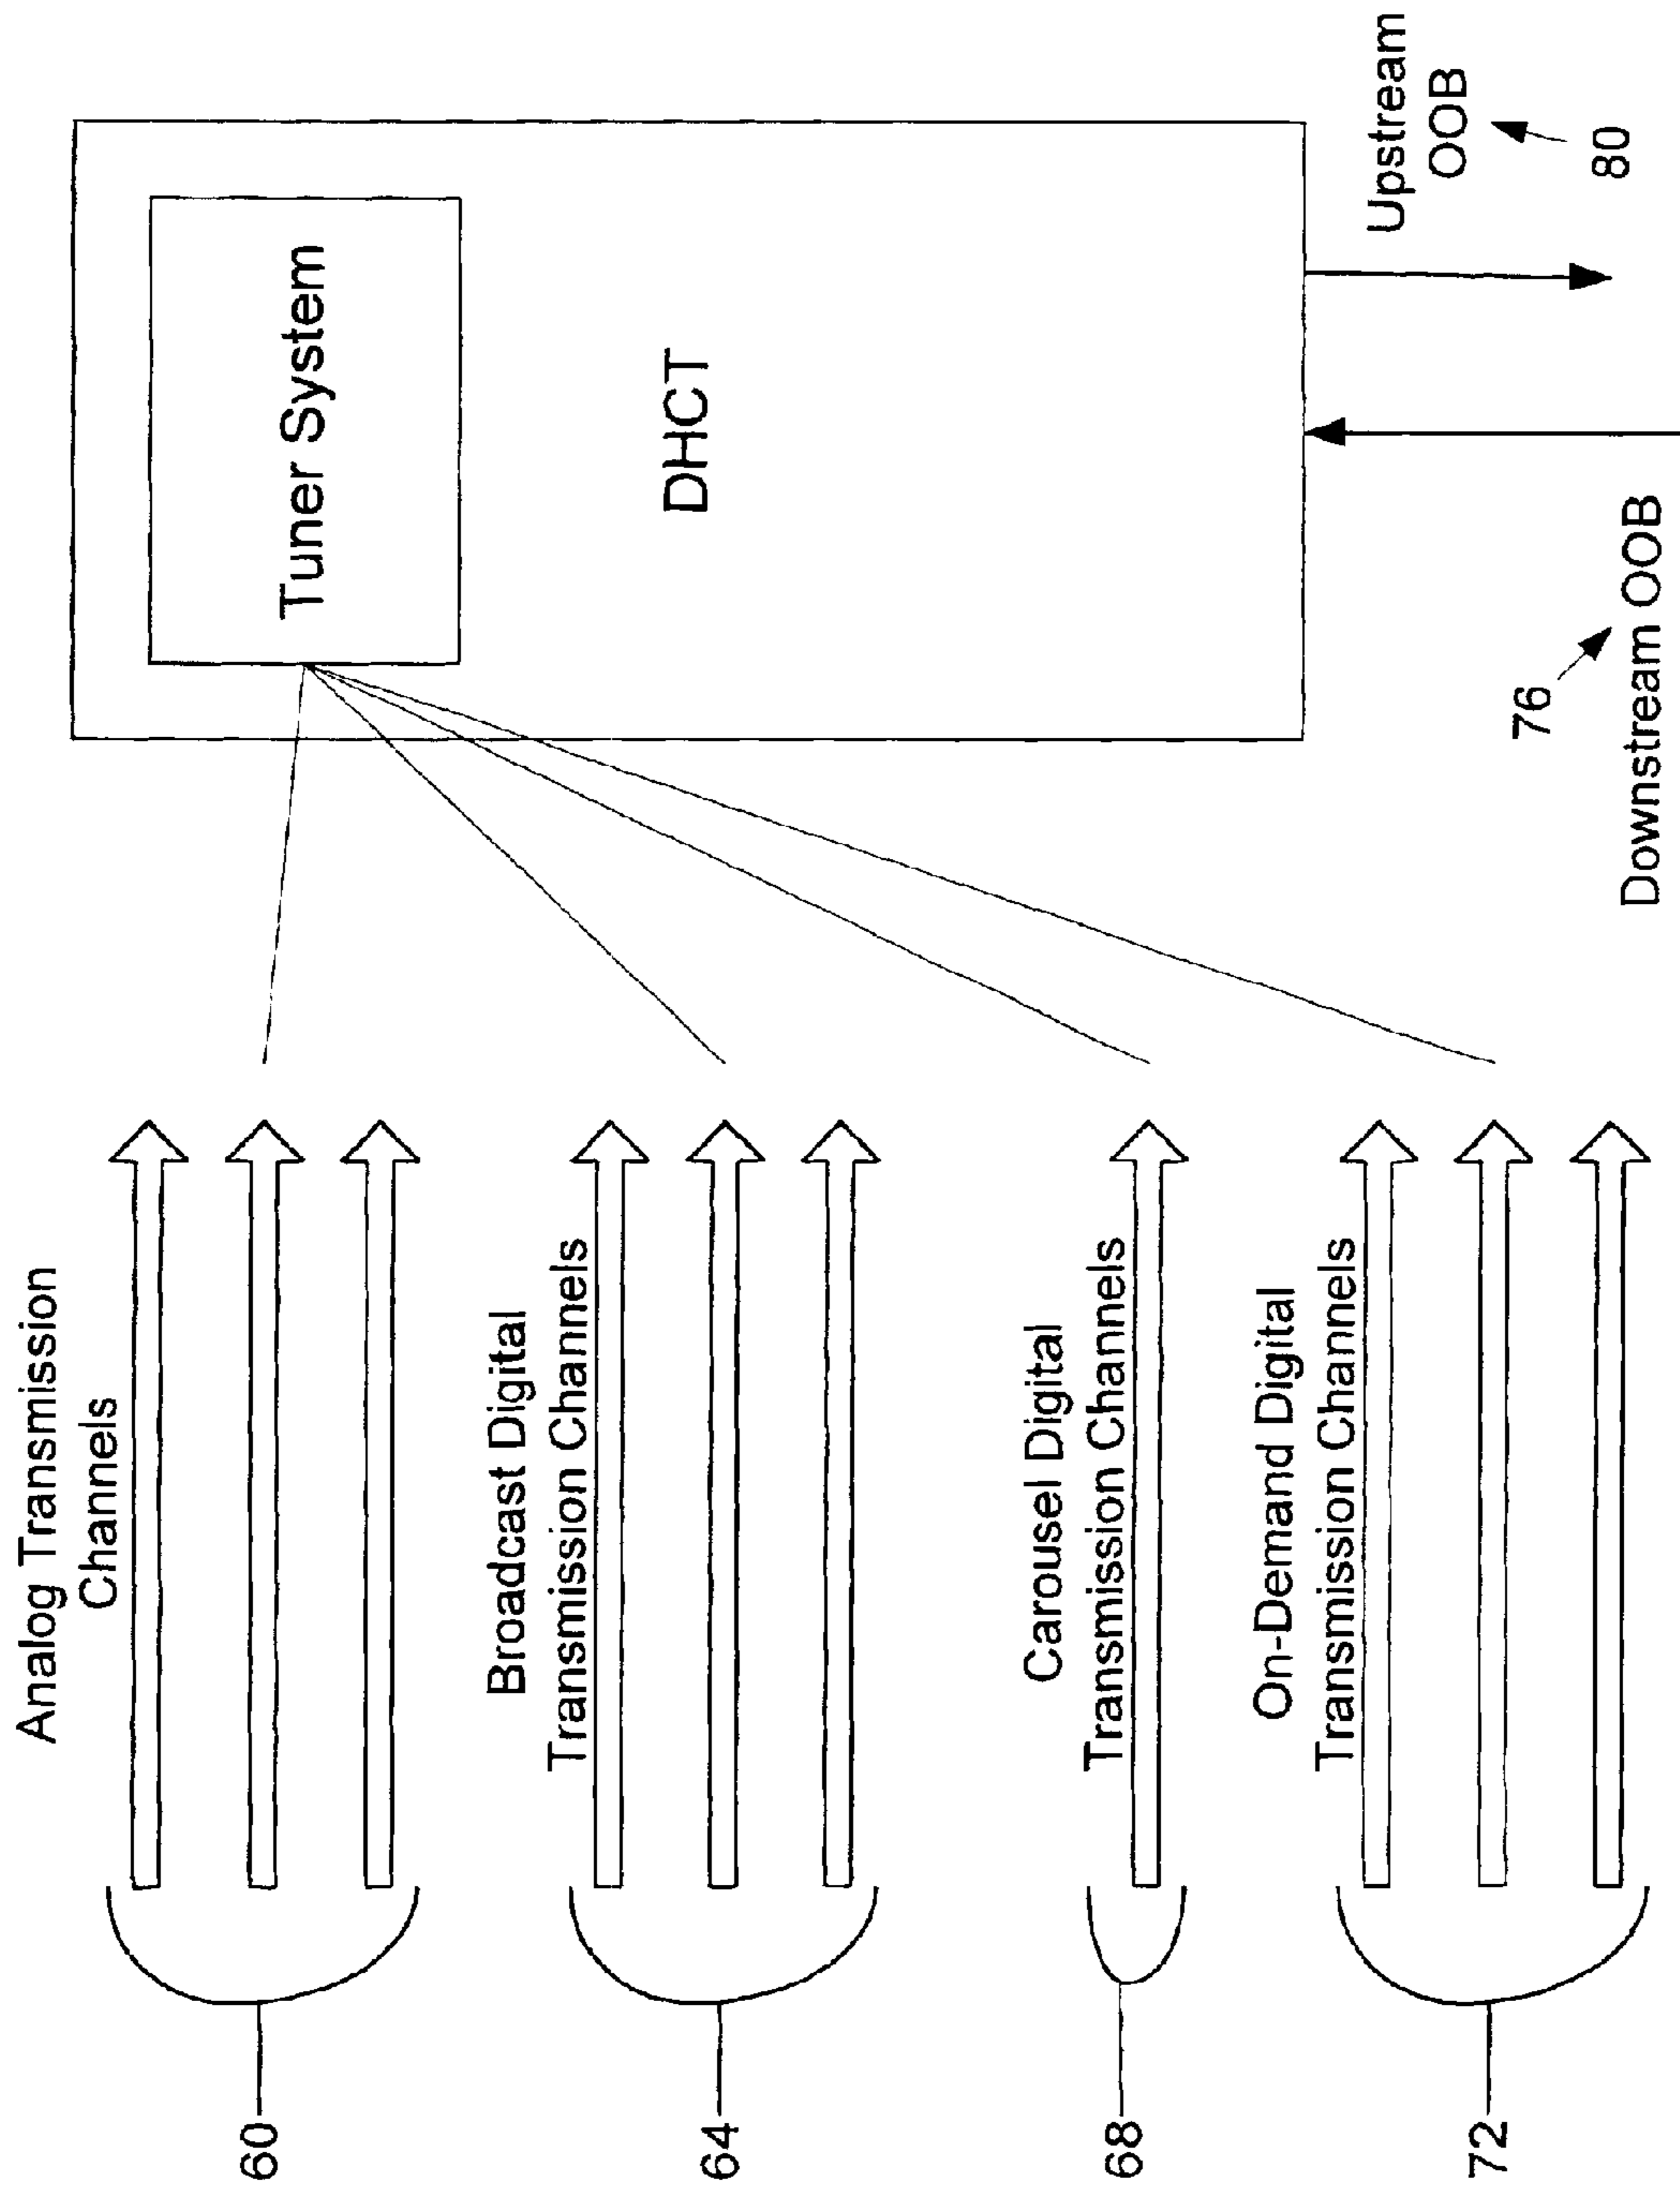 Analog Transmission
Channels
60
Broadcast Digital
Transmission Channels
64
Carousel Digital
Transmission Channels
68
On-Demand Digital
Transmission Channels
72
Tuner System
DHCT
76
Downstream OOB
Upstream
OOB
80